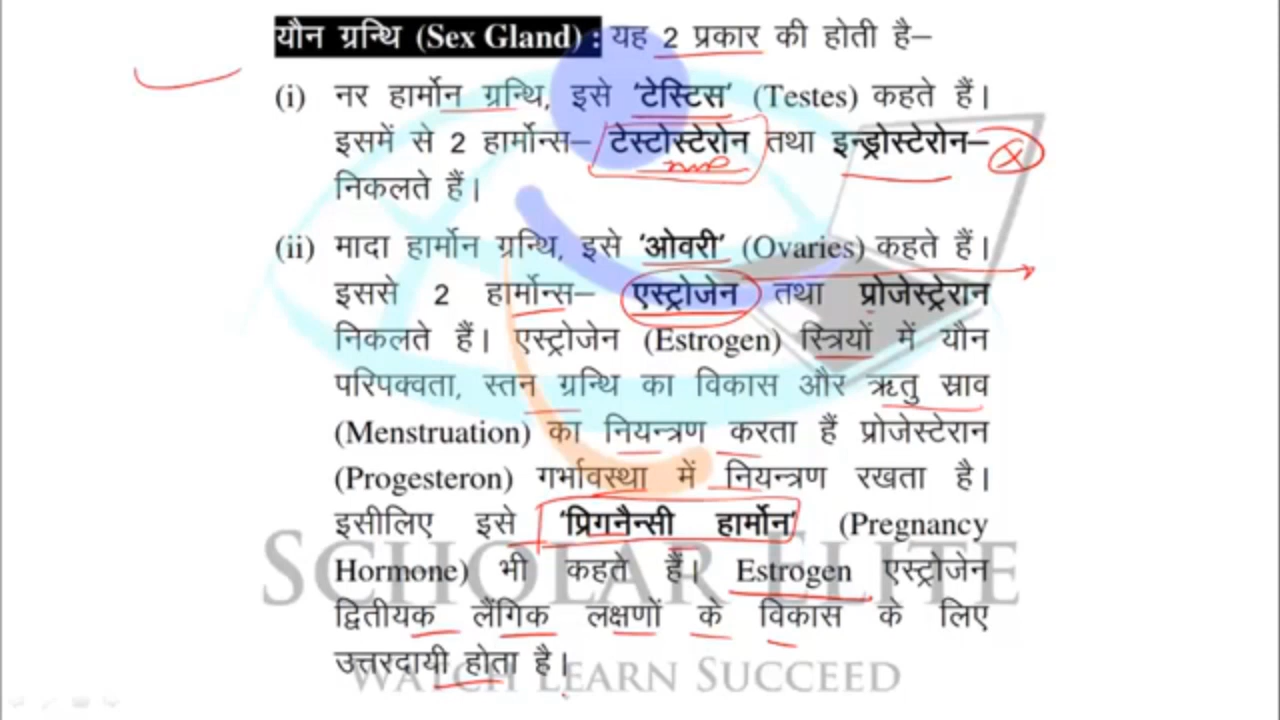 यौन ग्रन्थि (Sex Gland) : यह 2 प्रकार की होती है–
(i) नर हार्मोन ग्रन्थि, इसे ‘टेस्टिस’ (Testes) कहते हैं।
इसमें से 2 हार्मोन्स– टेस्टोस्टेरोन तथा इन्ड्रोस्टेरोन–
निकलते हैं।
(ii) मादा हार्मोन ग्रन्थि, इसे ‘ओवरी’ (Ovaries) कहते हैं।
इससे 2 हार्मोन्स– एस्ट्रोजेन तथा प्रोजेस्ट्रेरान
निकलते हैं। एस्ट्रोजेन (Estrogen) स्त्रियों में यौन
परिपक्वता, स्तन ग्रन्थि का विकास और ऋतु स्राव
(Menstruation) का नियन्त्रण करता हैं प्रोजेस्टेरान
(Progesteron) गर्भावस्था में नियन्त्रण रखता है।
इसीलिए इसे ‘प्रिगनैन्सी हार्मोन’ (Pregnancy
Hormone) भी कहते हैं। Estrogen एस्ट्रोजेन
द्वितीयक लैंगिक लक्षणों के विकास के लिए
उत्तरदायी होता है।
SCHOLAR ELITE
WATCH LEARN SUCCEED